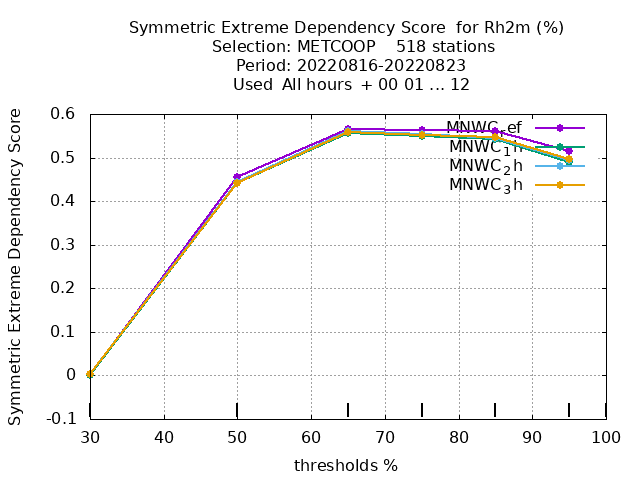 Symmetric Extreme Dependency Score for Rh2m (%)
Selection: METCOOP 518 stations
Period: 20220816-20220823
Used All hours + 00 01 ... 12
Symmetric Extreme Dependency Score
0.6
0.5
0.4
0.3
0.2
0.1
0
-0.1
MNWC_ref
MNWC_1h
MNWC_2h
MNWC_3h
30 40 50 60 70 80 90 100
thresholds %